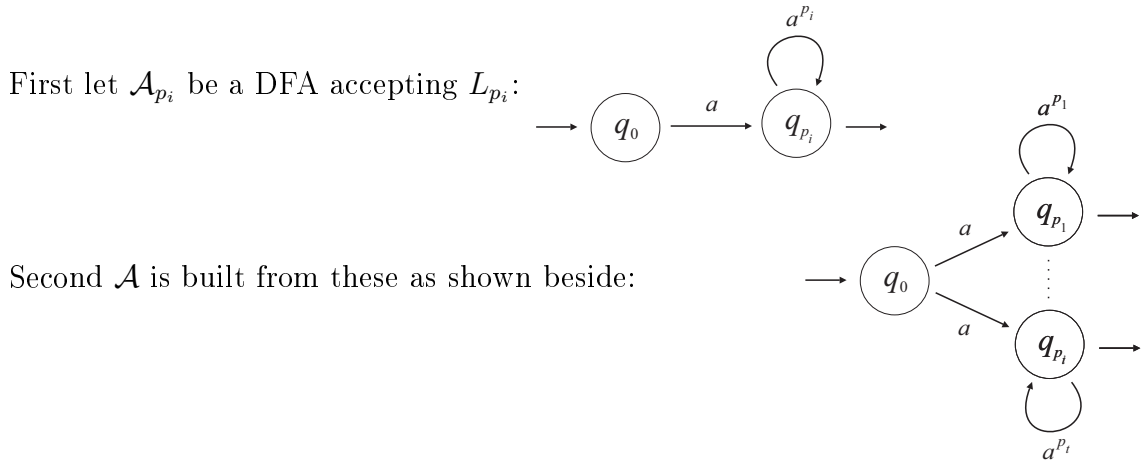 First let 𝒜_{p_i} be a DFA accepting L_{p_i}:
a^{p_i}
q_0 a q_{p_i}
Second 𝒜 is built from these as shown beside:
a^{p_1}
a q_{p_1}
q_0
a q_{p_t}
a^{p_t}